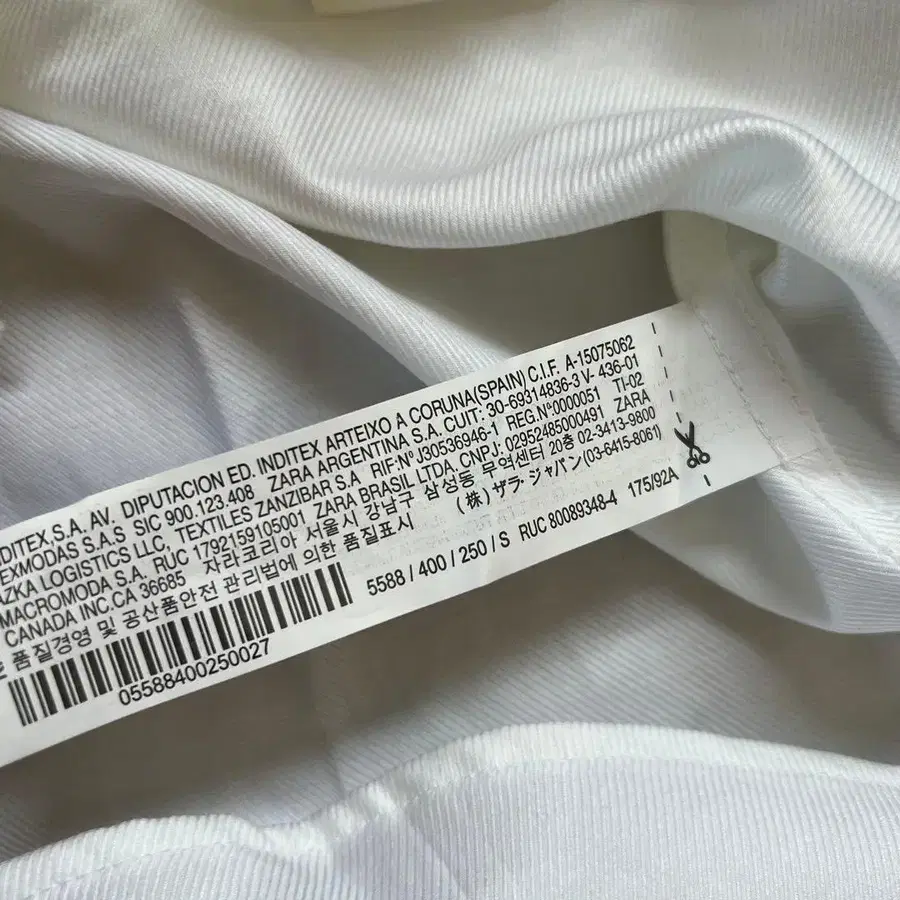 NDITEX, S.A. AV. DIPUTACION ED. INDITEX ARTEIXO A CORUNA(SPAIN) C.I.F. A-15075062
EXMODAS S.A.S SIC 900.123.408 ZARA ARGENTINA S.A. CUIT: 30-69314836-3 V- 436-01
AZKA LOGISTICS LLC, TEXTILES ZANZIBAR S.A RIF:Nº J30536946-1 REG.Nº:0000051 TI-02
MACROMODA S.A. RUC 1792159105001 ZARA BRASIL LTDA. CNPJ. 02952485000491 ZARA
CANADA INC.CA 36685 자라코리아 서울시 강남구 삼성동 무역센터 20층 02-3413-9800
품질경영 및 공산품안전 관리법에 의한 품질표시 (株) ザラ・ジャパン(03-6415-8061)
5588 / 400 / 250 / S RUC 80089348-4 175/92A
05588400250027